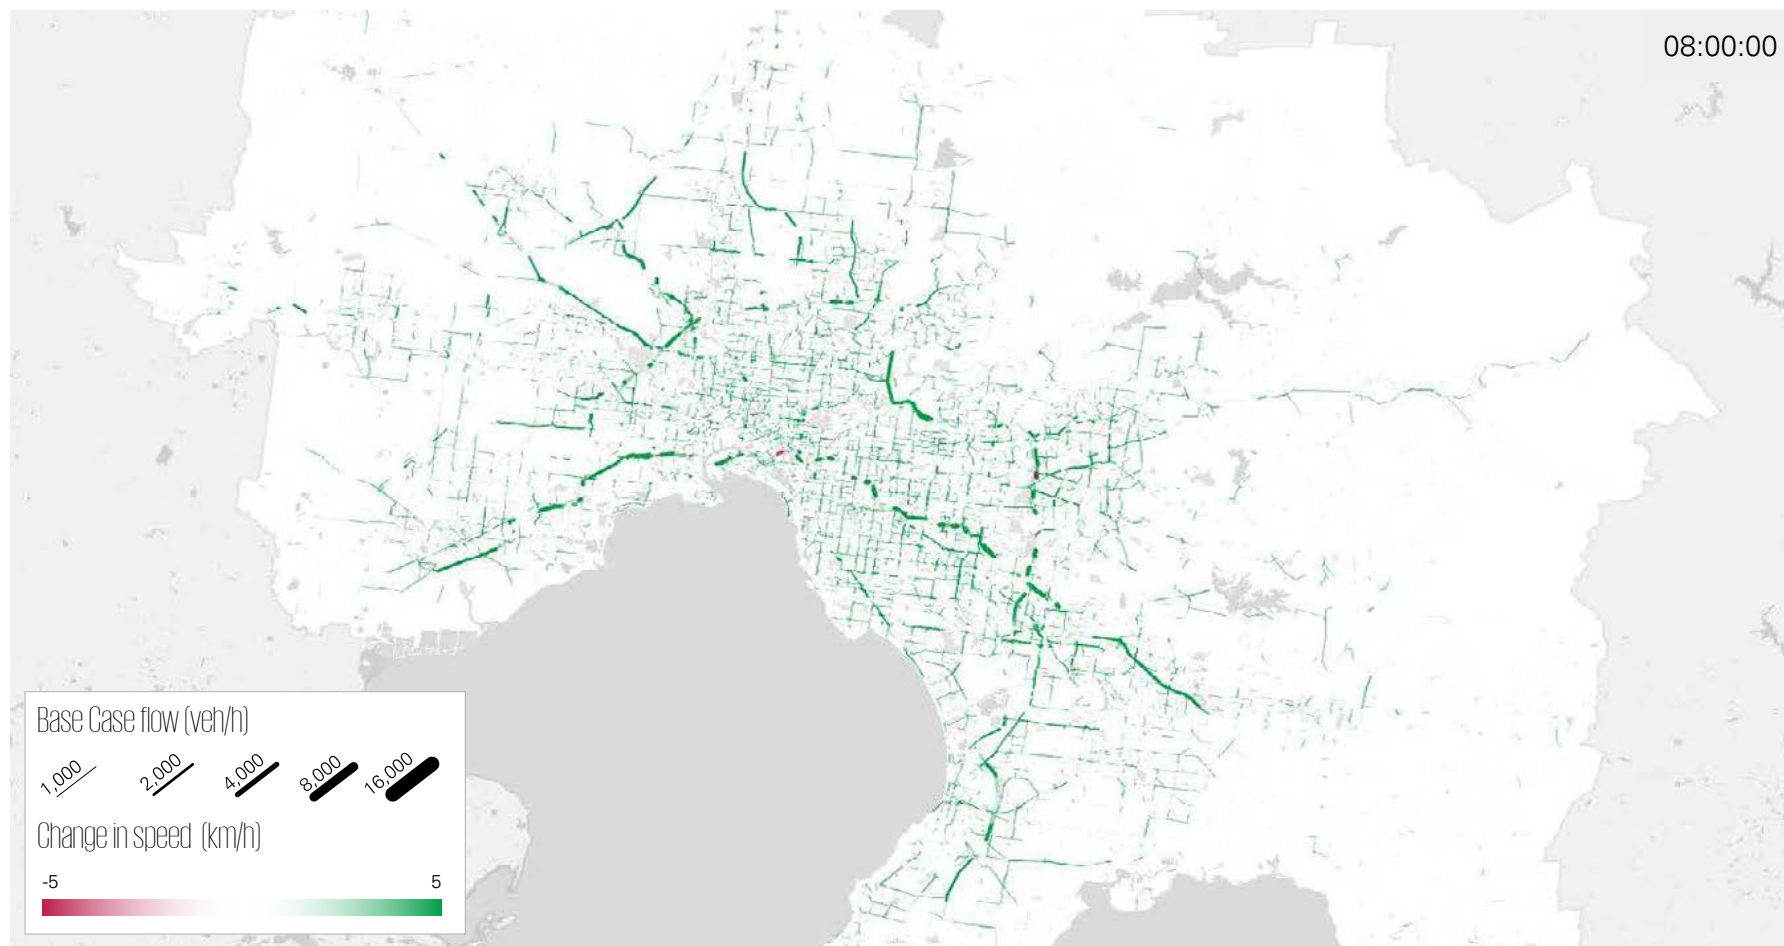 08:00:00
Base Case flow (veh/h)
1,000 2,000 4,000 8,000 16,000
Change in speed (km/h)
-5 5